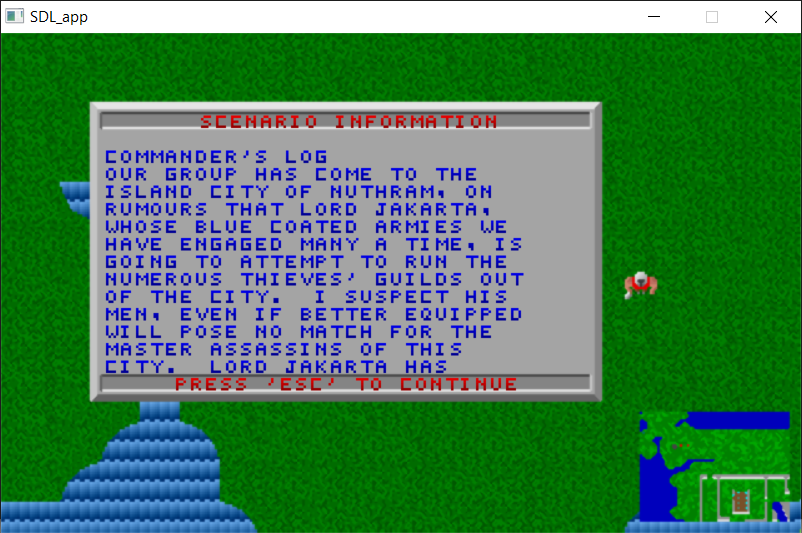 SDL_app
SCENARIO INFORMATION
COMMANDER'S LOG
OUR GROUP HAS COME TO THE
ISLAND CITY OF NUTHRAM, ON
RUMOURS THAT LORD JAKARTA,
WHOSE BLUE COATED ARMIES WE
HAVE ENGAGED MANY A TIME, IS
GOING TO ATTEMPT TO RUN THE
NUMEROUS THIEVES' GUILDS OUT
OF THE CITY. I SUSPECT HIS
MEN, EVEN IF BETTER EQUIPPED
WILL POSE NO MATCH FOR THE
MASTER ASSASSINS OF THIS
CITY. LORD JAKARTA HAS
PRESS 'ESC' TO CONTINUE